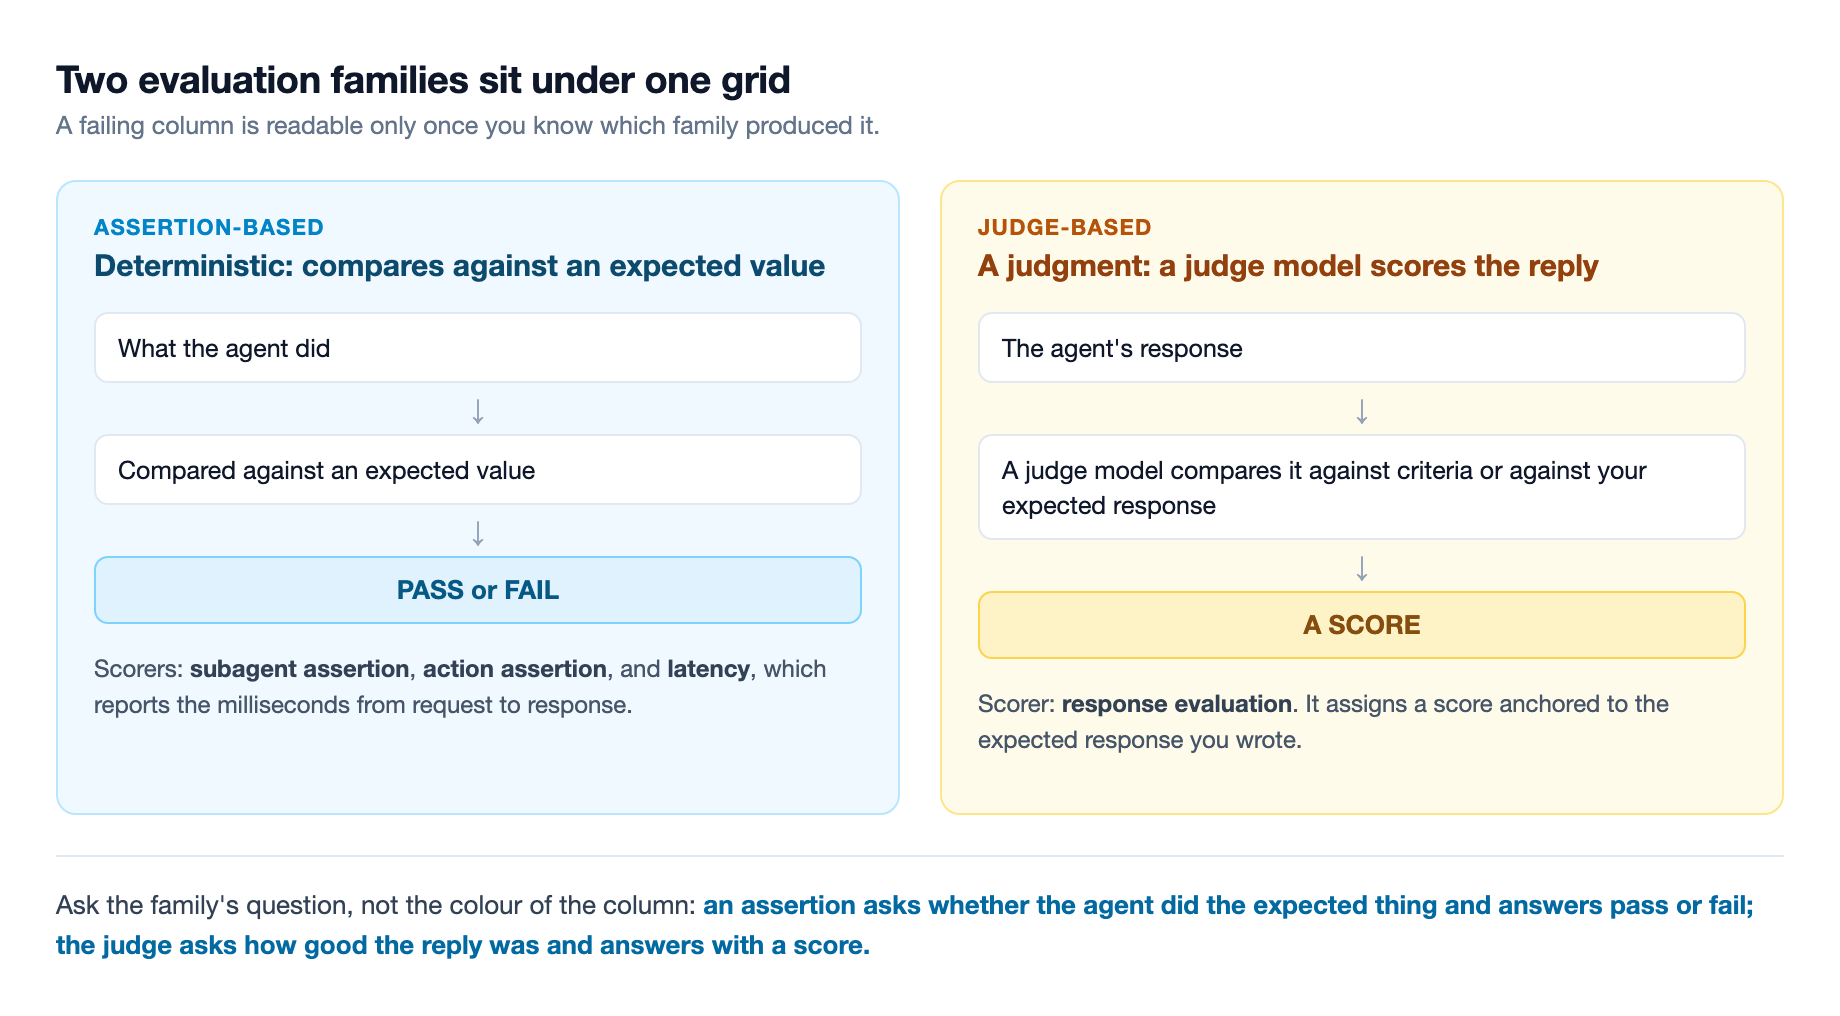 Two evaluation families sit under one grid
A failing column is readable only once you know which family produced it.
ASSERTION-BASED
Deterministic: compares against an expected value
What the agent did
↓
Compared against an expected value
↓
PASS or FAIL
Scorers: subagent assertion, action assertion, and latency, which
reports the milliseconds from request to response.
JUDGE-BASED
A judgment: a judge model scores the reply
The agent's response
↓
A judge model compares it against criteria or against your
expected response
↓
A SCORE
Scorer: response evaluation. It assigns a score anchored to the
expected response you wrote.
Ask the family's question, not the colour of the column: an assertion asks whether the agent did the expected thing and answers pass or fail;
the judge asks how good the reply was and answers with a score.